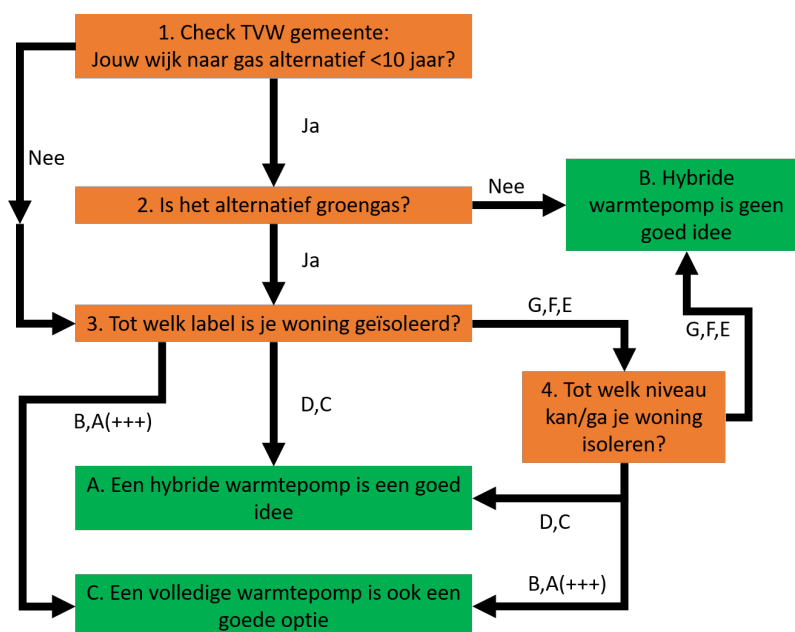 1. Check TVW gemeente:
Jouw wijk naar gas alternatief <10 jaar?
Ja
Nee
2. Is het alternatief groengas?
Nee
B. Hybride
warmtepomp is geen
goed idee
Ja
3. Tot welk label is je woning geïsoleerd?
G,F,E
G,F,E
4. Tot welk niveau
kan/ga je woning
isoleren?
D,C
B,A(+++)
A. Een hybride warmtepomp is een goed
idee
D,C
B,A(+++)
C. Een volledige warmtepomp is ook een
goede optie